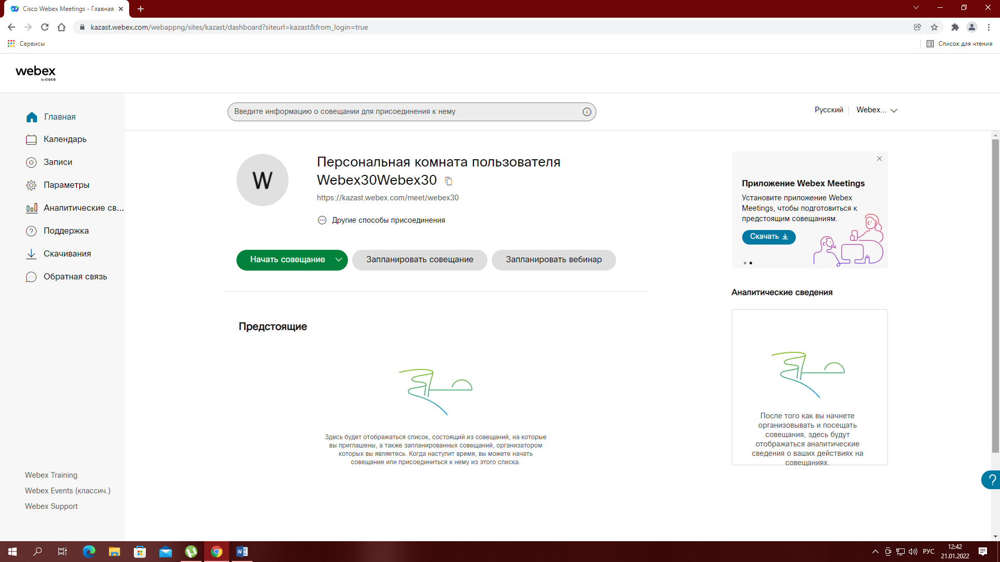 Cisco Webex Meetings - Главная
kazast.webex.com/webappng/sites/kazast/dashboard?siteurl=kazast&from_login=true
Сервисы
Список для чтения
webex
by CISCO
Главная
Календарь
Записи
Параметры
Аналитические св...
Поддержка
Скачивания
Обратная связь
Webex Training
Webex Events (классич.)
Webex Support
Введите информацию о совещании для присоединения к нему
Русский
Webex...
W
Персональная комната пользователя
Webex30Webex30
https://kazast.webex.com/meet/webex30
Другие способы присоединения
Начать совещание
Запланировать совещание
Запланировать вебинар
Предстоящие
Здесь будет отображаться список, состоящий из совещаний, на которые
вы приглашены, а также запланированных совещаний, организатором
которых вы являетесь. Когда наступит время, вы можете начать
совещание или присоединиться к нему из этого списка.
Приложение Webex Meetings
Установите приложение Webex
Meetings, чтобы подготовиться к
предстоящим совещаниям.
Скачать
Аналитические сведения
После того как вы начнете
организовывать и посещать
совещания, здесь будут
отображаться аналитические
сведения о ваших действиях на
совещаниях.
?
РУС
12:42
21.01.2022